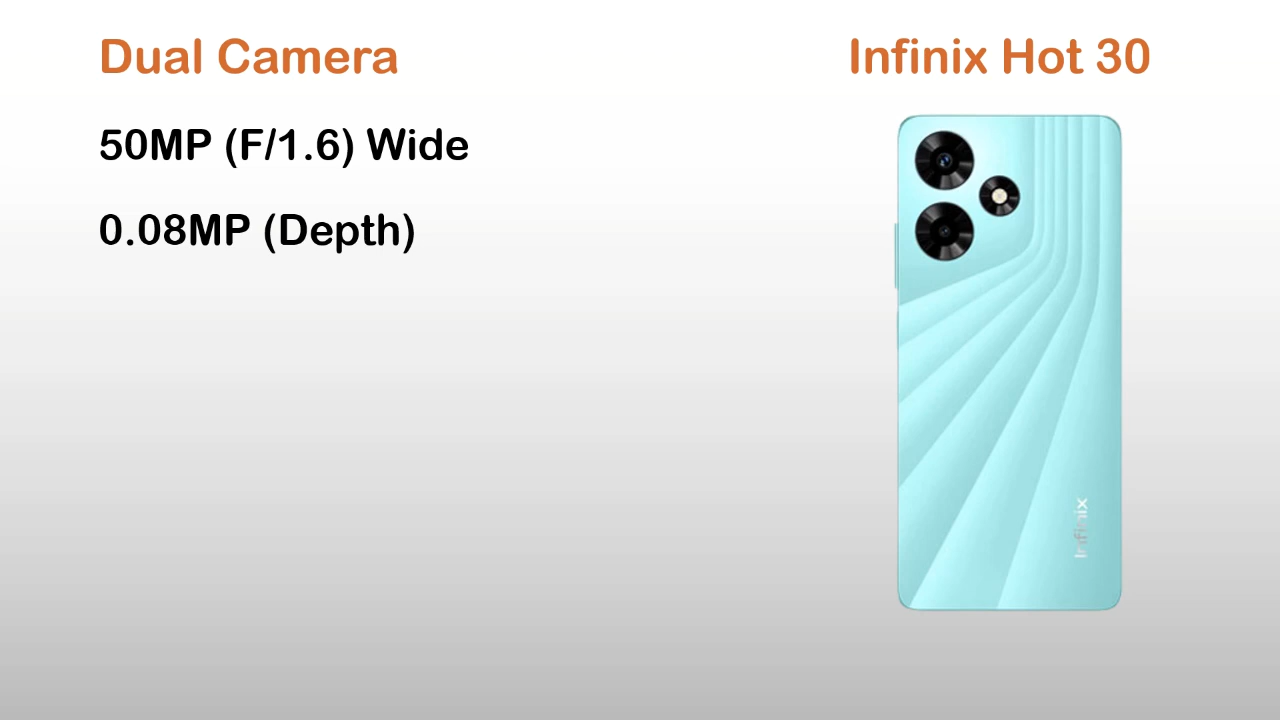 Dual Camera
Infinix Hot 30
50MP (F/1.6) Wide
0.08MP (Depth)
Infinix